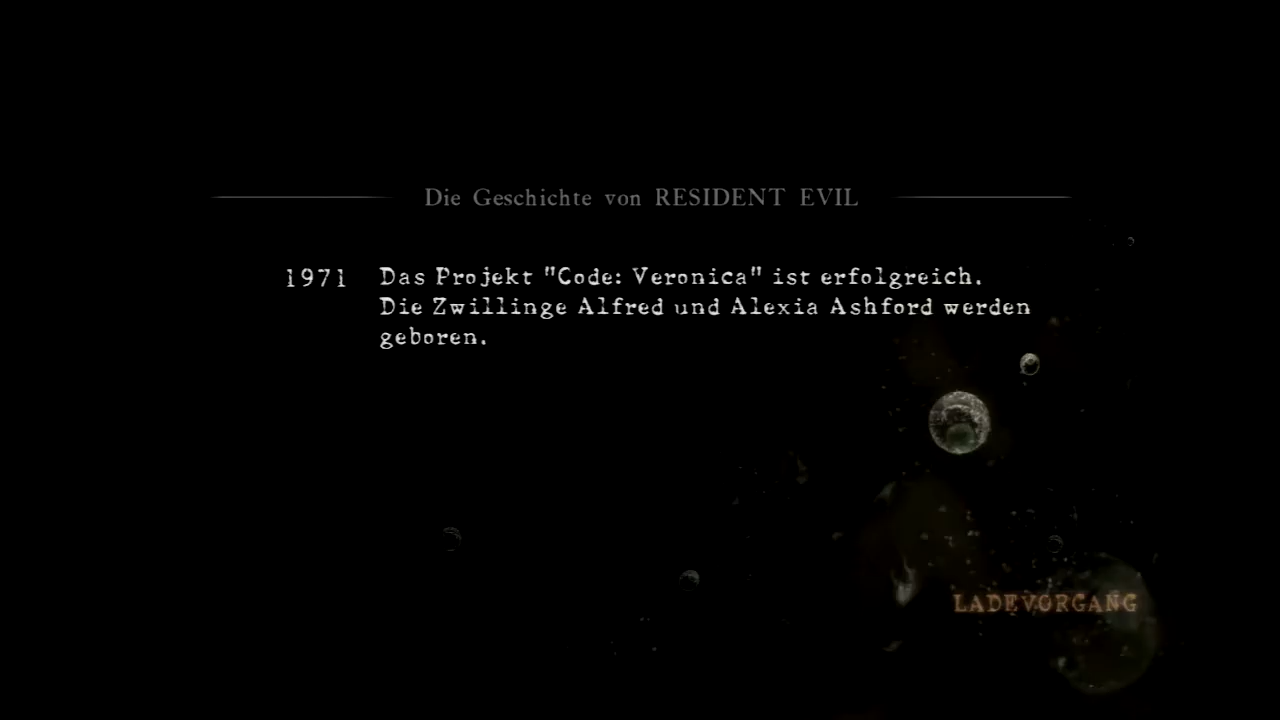 Die Geschichte von RESIDENT EVIL
1971 Das Projekt "Code: Veronica" ist erfolgreich.
Die Zwillinge Alfred und Alexia Ashford werden
geboren.
LADEVORGANG